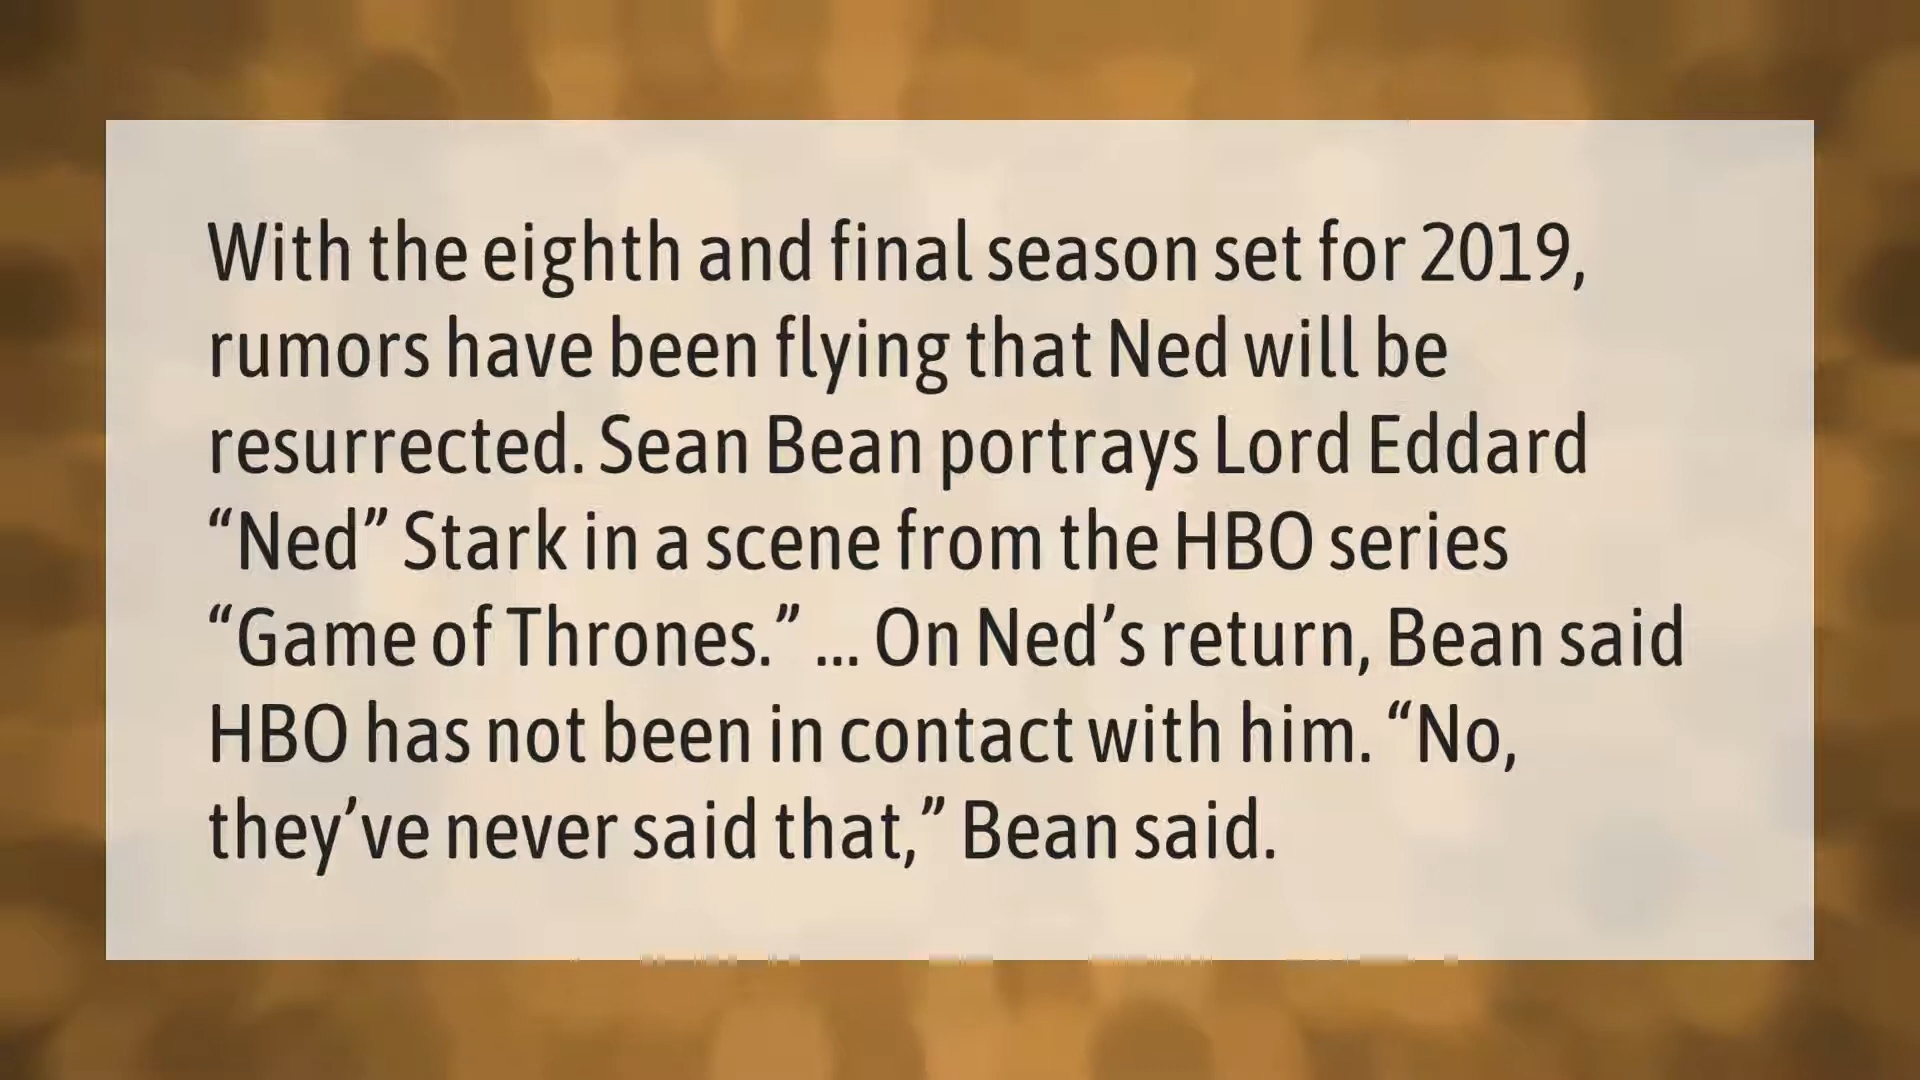 With the eighth and final season set for 2019,
rumors have been flying that Ned will be
resurrected. Sean Bean portrays Lord Eddard
“Ned” Stark in a scene from the HBO series
“Game of Thrones.” ... On Ned’s return, Bean said
HBO has not been in contact with him. “No,
they’ve never said that,” Bean said.